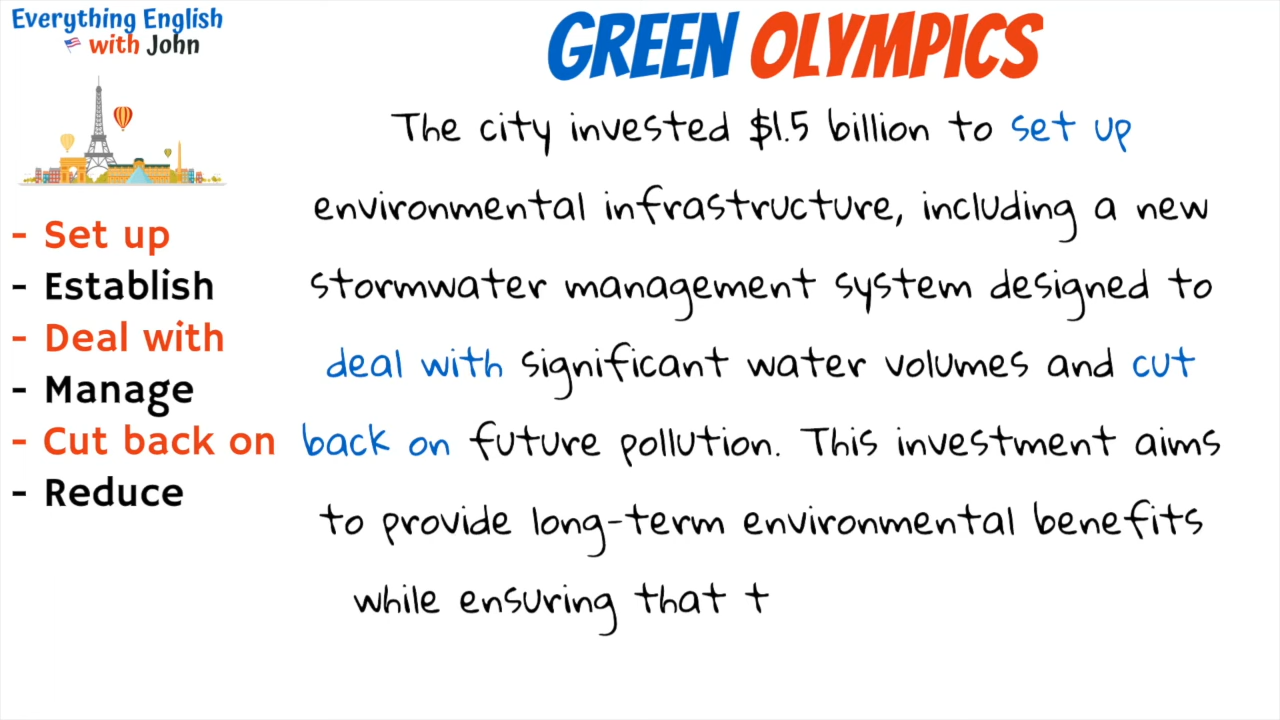 Everything English
with John
GREEN OLYMPICS
- Set up
- Establish
- Deal with
- Manage
- Cut back on
- Reduce
The city invested $1.5 billion to set up
environmental infrastructure, including a new
stormwater management system designed to
deal with significant water volumes and cut
back on future pollution. This investment aims
to provide long-term environmental benefits
while ensuring that t